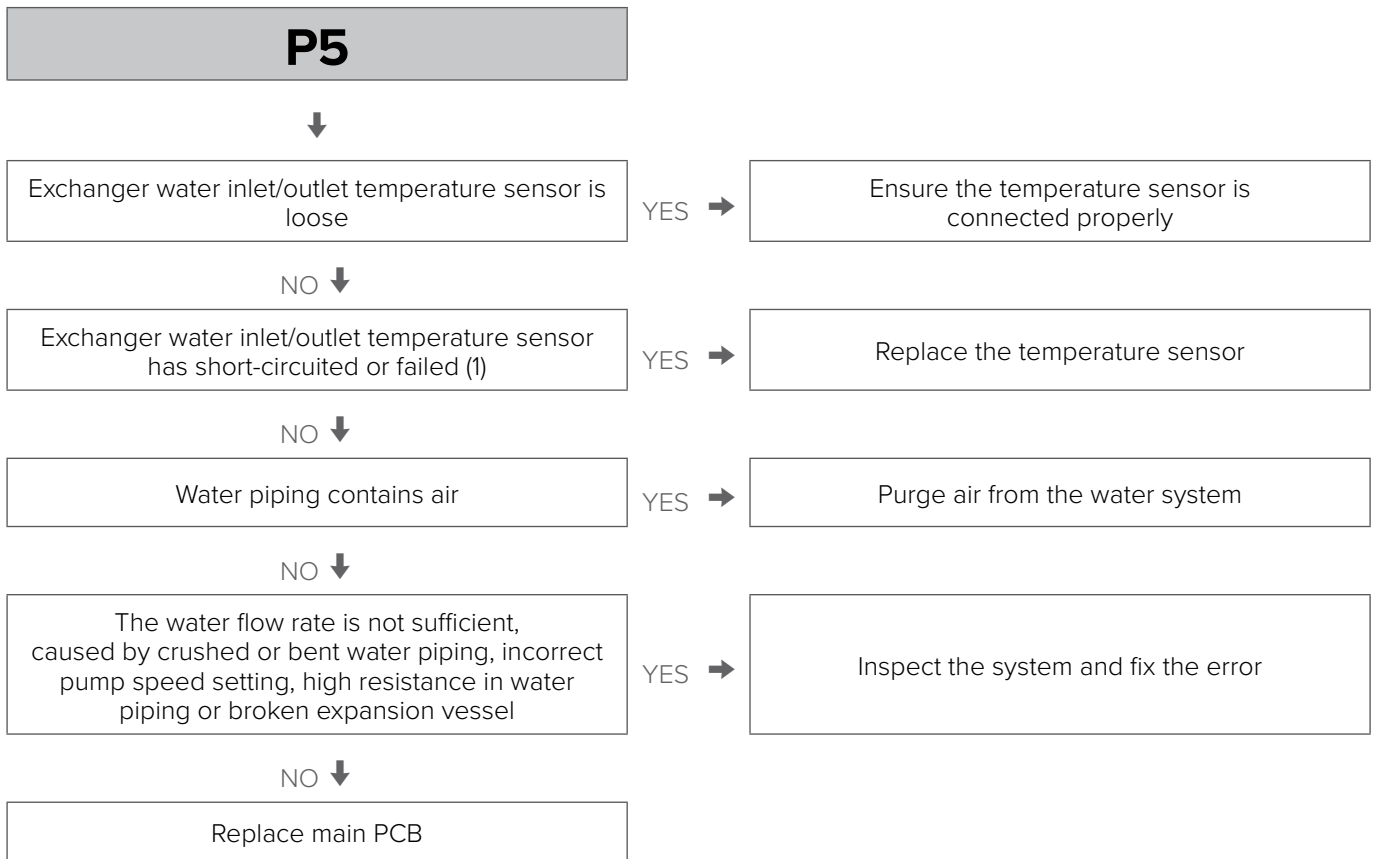 P5
Exchanger water inlet/outlet temperature sensor is
loose
YES
Ensure the temperature sensor is
connected properly
NO
Exchanger water inlet/outlet temperature sensor
has short-circuited or failed (1)
YES
Replace the temperature sensor
NO
Water piping contains air
YES
Purge air from the water system
NO
The water flow rate is not sufficient,
caused by crushed or bent water piping, incorrect
pump speed setting, high resistance in water
piping or broken expansion vessel
YES
Inspect the system and fix the error
NO
Replace main PCB